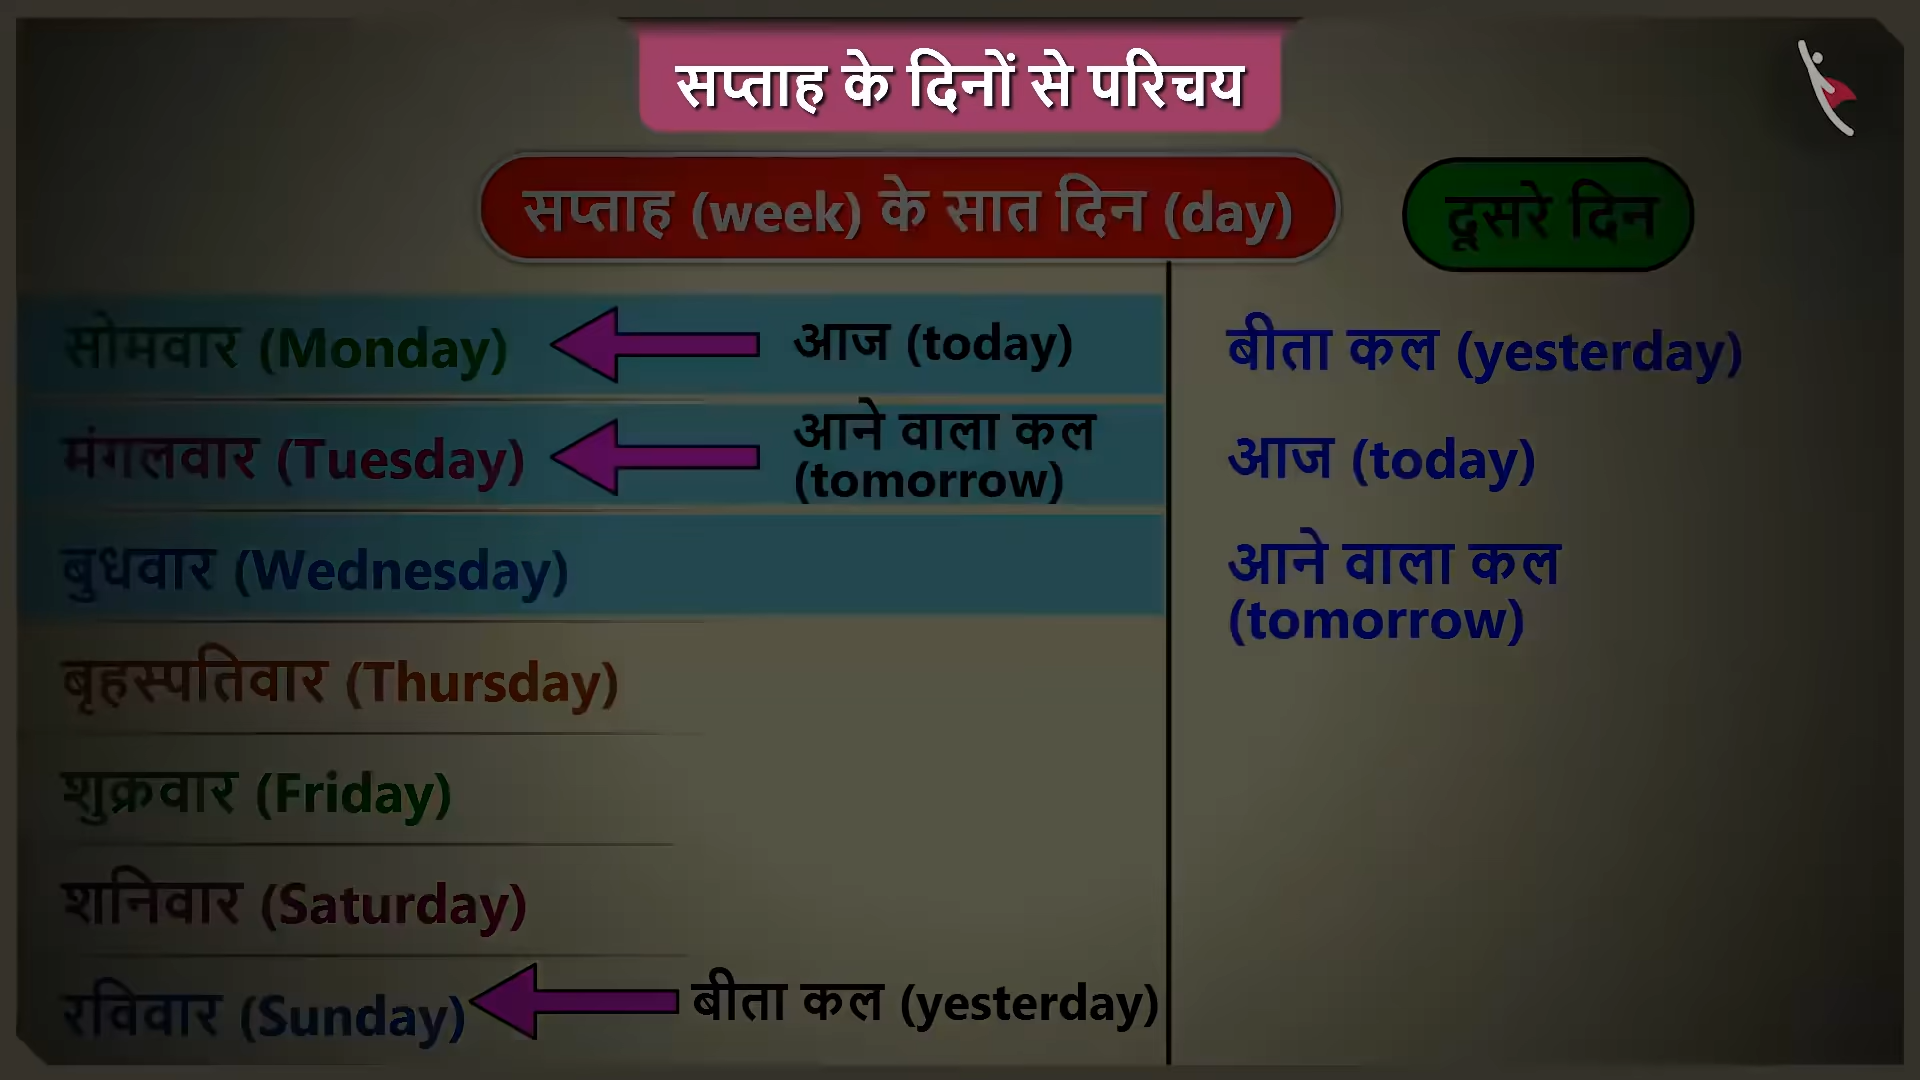 सप्ताह के दिनों से परिचय
सप्ताह (week) के सात दिन (day)
दूसरे दिन
सोमवार (Monday)
आज (today)
बीता कल (yesterday)
मंगलवार (Tuesday)
आने वाला कल
(tomorrow)
आज (today)
बुधवार (Wednesday)
आने वाला कल
(tomorrow)
बृहस्पतिवार (Thursday)
शुक्रवार (Friday)
शनिवार (Saturday)
रविवार (Sunday)
बीता कल (yesterday)